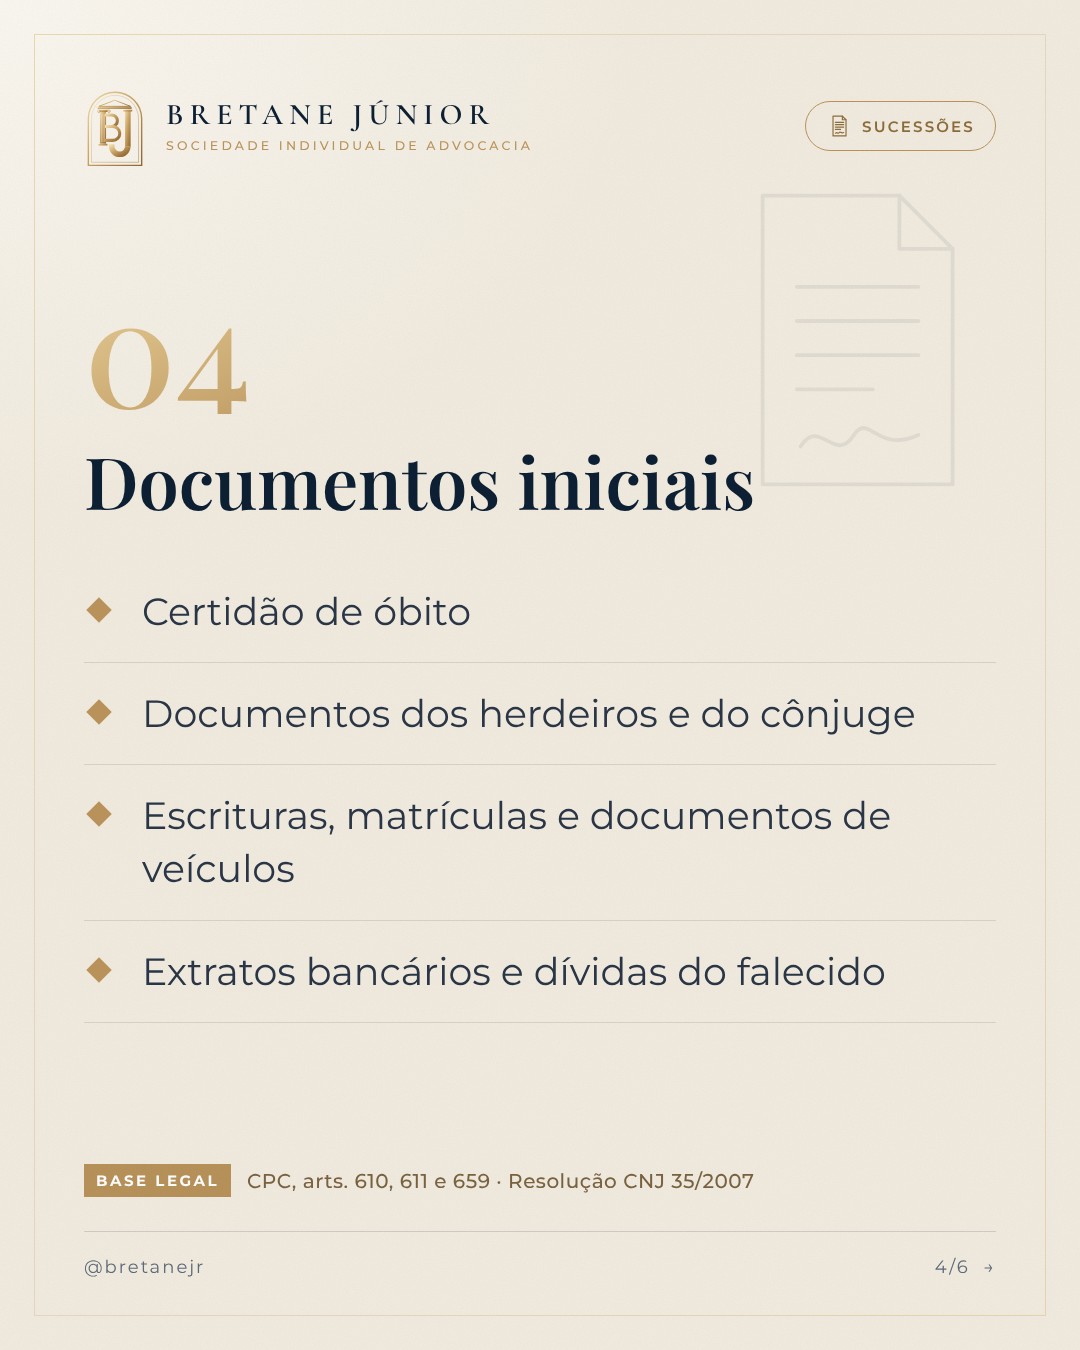 BJ
BRETANE JÚNIOR
SOCIEDADE INDIVIDUAL DE ADVOCACIA
SUCESSÕES
04
Documentos iniciais
Certidão de óbito
Documentos dos herdeiros e do cônjuge
Escrituras, matrículas e documentos de
veículos
Extratos bancários e dívidas do falecido
BASE LEGAL CPC, arts. 610, 611 e 659 · Resolução CNJ 35/2007
@bretanejr
4/6 →